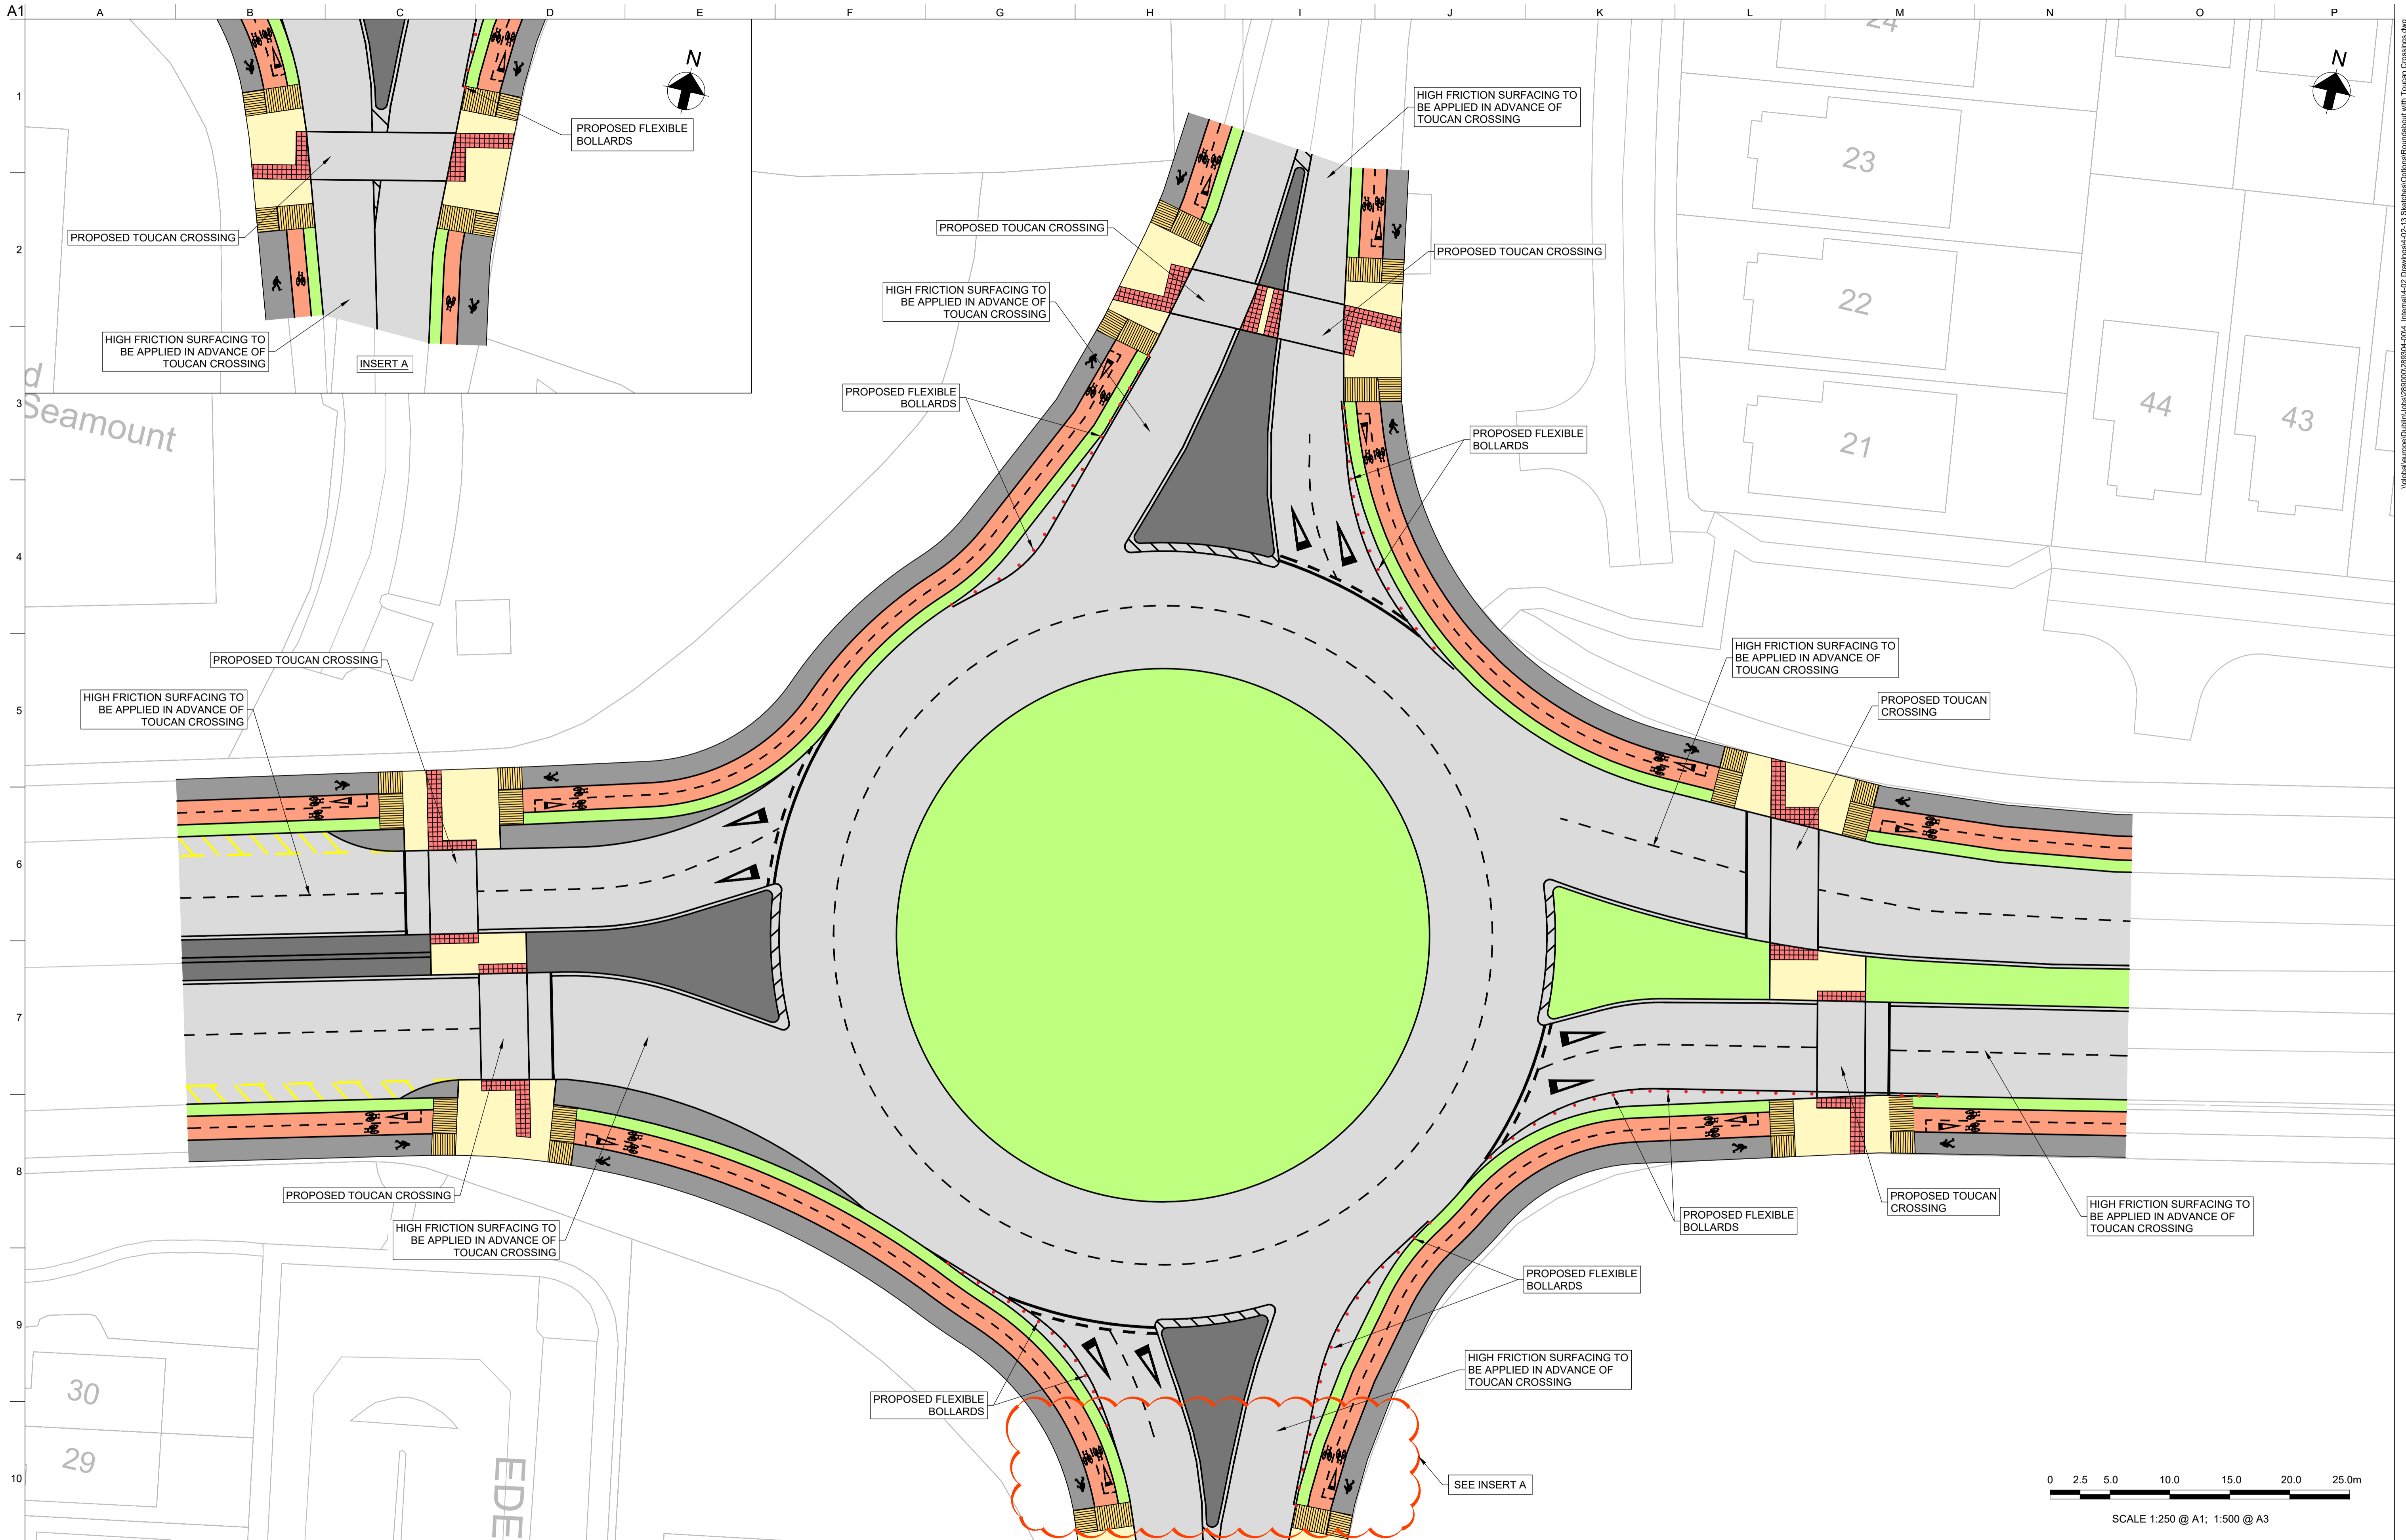 A1
A
B
C
D
E
F
G
H
I
J
K
L
M
N
O
P
1
2
3
4
5
6
7
8
9
10
N
PROPOSED FLEXIBLE
BOLLARDS
PROPOSED TOUCAN CROSSING
HIGH FRICTION SURFACING TO
BE APPLIED IN ADVANCE OF
TOUCAN CROSSING
INSERT A
d
Seamount
N
24
23
22
21
44
43
HIGH FRICTION SURFACING TO
BE APPLIED IN ADVANCE OF
TOUCAN CROSSING
PROPOSED TOUCAN CROSSING
PROPOSED TOUCAN CROSSING
HIGH FRICTION SURFACING TO
BE APPLIED IN ADVANCE OF
TOUCAN CROSSING
PROPOSED FLEXIBLE
BOLLARDS
PROPOSED FLEXIBLE
BOLLARDS
PROPOSED TOUCAN CROSSING
HIGH FRICTION SURFACING TO
BE APPLIED IN ADVANCE OF
TOUCAN CROSSING
HIGH FRICTION SURFACING TO
BE APPLIED IN ADVANCE OF
TOUCAN CROSSING
PROPOSED TOUCAN
CROSSING
PROPOSED TOUCAN CROSSING
HIGH FRICTION SURFACING TO
BE APPLIED IN ADVANCE OF
TOUCAN CROSSING
PROPOSED FLEXIBLE
BOLLARDS
PROPOSED TOUCAN
CROSSING
HIGH FRICTION SURFACING TO
BE APPLIED IN ADVANCE OF
TOUCAN CROSSING
PROPOSED FLEXIBLE
BOLLARDS
HIGH FRICTION SURFACING TO
BE APPLIED IN ADVANCE OF
TOUCAN CROSSING
PROPOSED FLEXIBLE
BOLLARDS
SEE INSERT A
30
29
EDE
0 2.5 5.0 10.0 15.0 20.0 25.0m
SCALE 1:250 @ A1; 1:500 @ A3